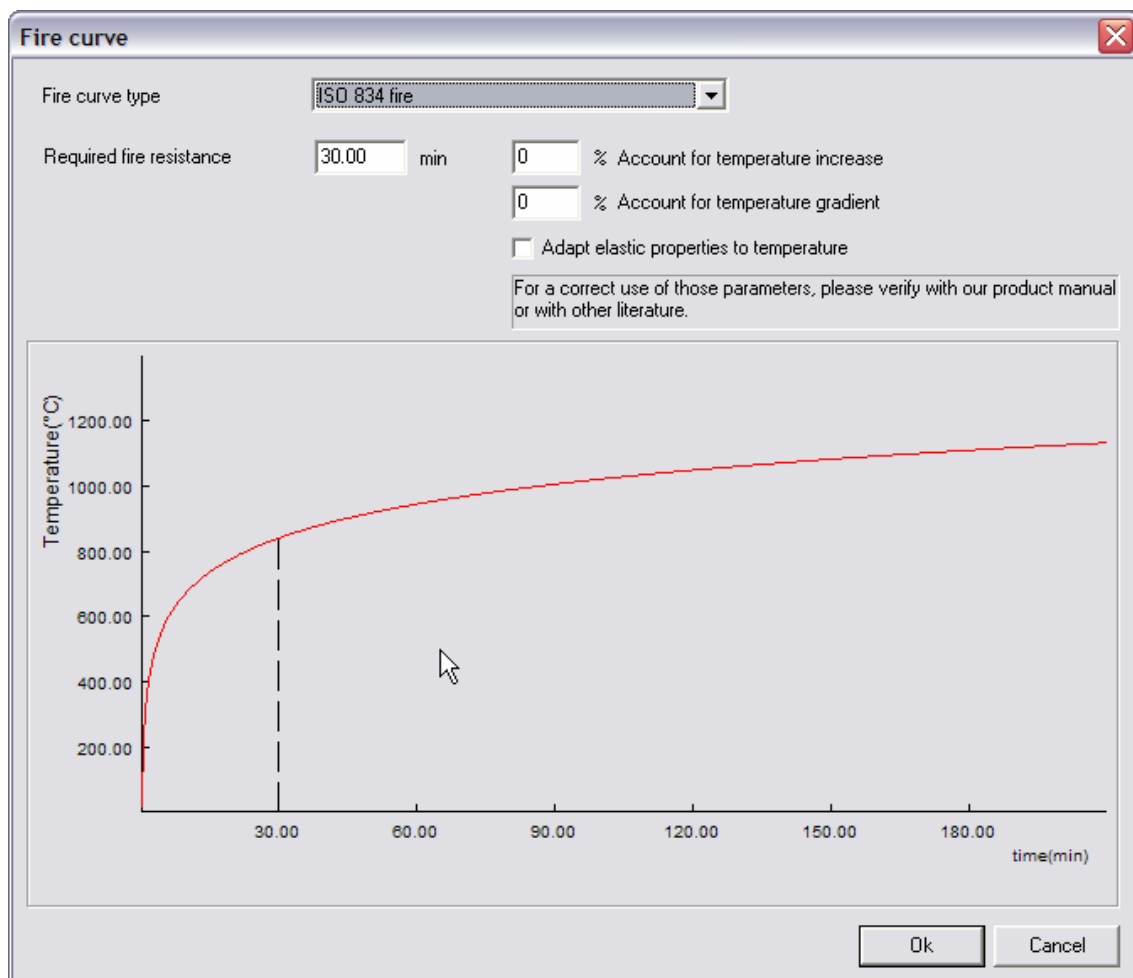 Fire curve
Fire curve type
ISO 834 fire
Required fire resistance
30.00
min
0
% Account for temperature increase
0
% Account for temperature gradient
Adapt elastic properties to temperature
For a correct use of those parameters, please verify with our product manual
or with other literature.
Temperature(°C)
1200.00
1000.00
800.00
600.00
400.00
200.00
30.00
60.00
90.00
120.00
150.00
180.00
time(min)
Ok
Cancel